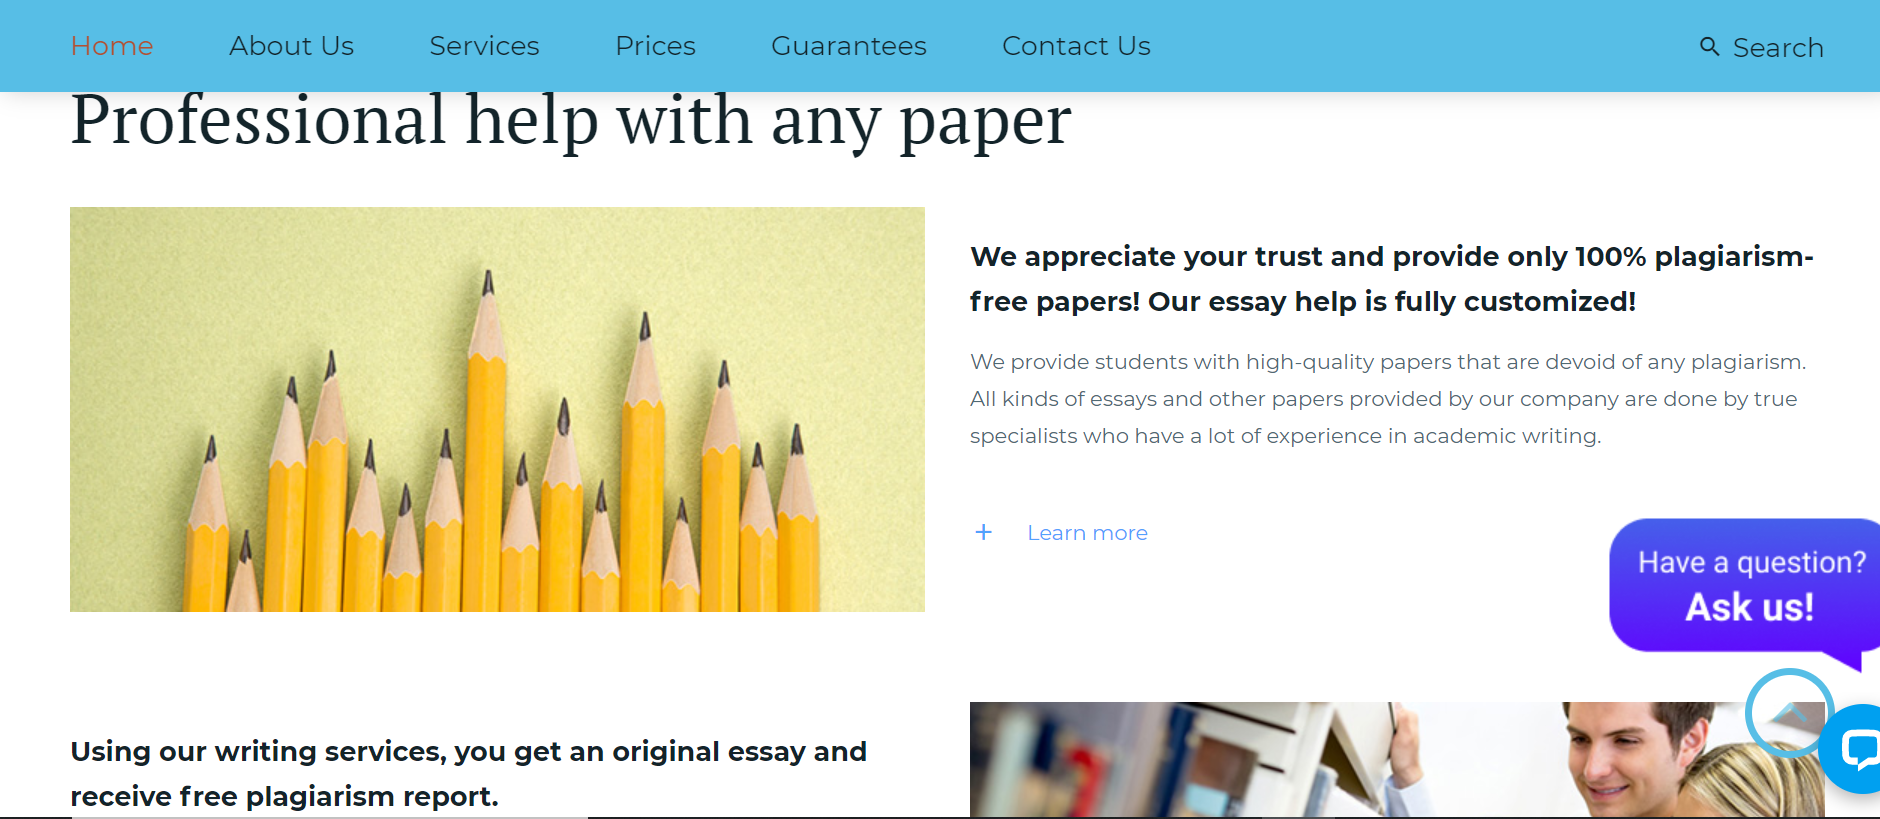 Home About Us Services Prices Guarantees Contact Us Search
Professional help with any paper
We appreciate your trust and provide only 100% plagiarism-
free papers! Our essay help is fully customized!
We provide students with high-quality papers that are devoid of any plagiarism.
All kinds of essays and other papers provided by our company are done by true
specialists who have a lot of experience in academic writing.
+ Learn more
Have a question?
Ask us!
Using our writing services, you get an original essay and
receive free plagiarism report.